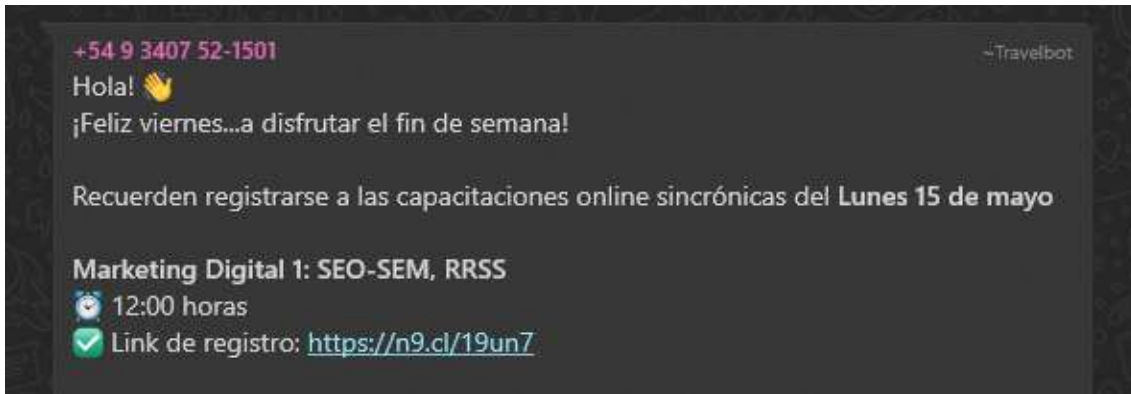 +54 9 3407 52-1501 ~Travelbot
Hola! 👋
¡Feliz viernes...a disfrutar el fin de semana!
Recuerden registrarse a las capacitaciones online sincrónicas del Lunes 15 de mayo
Marketing Digital 1: SEO-SEM, RRSS
⏰ 12:00 horas
✅ Link de registro: https://n9.cl/19un7